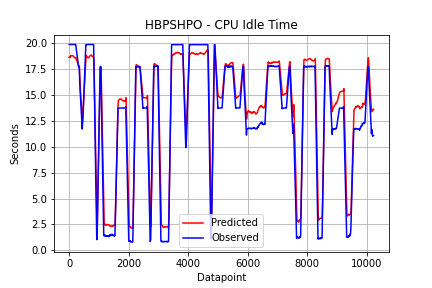 HBPSHPO - CPU Idle Time
Seconds
20.0
17.5
15.0
12.5
10.0
7.5
5.0
2.5
0.0
Predicted
Observed
0 2000 4000 6000 8000 10000
Datapoint